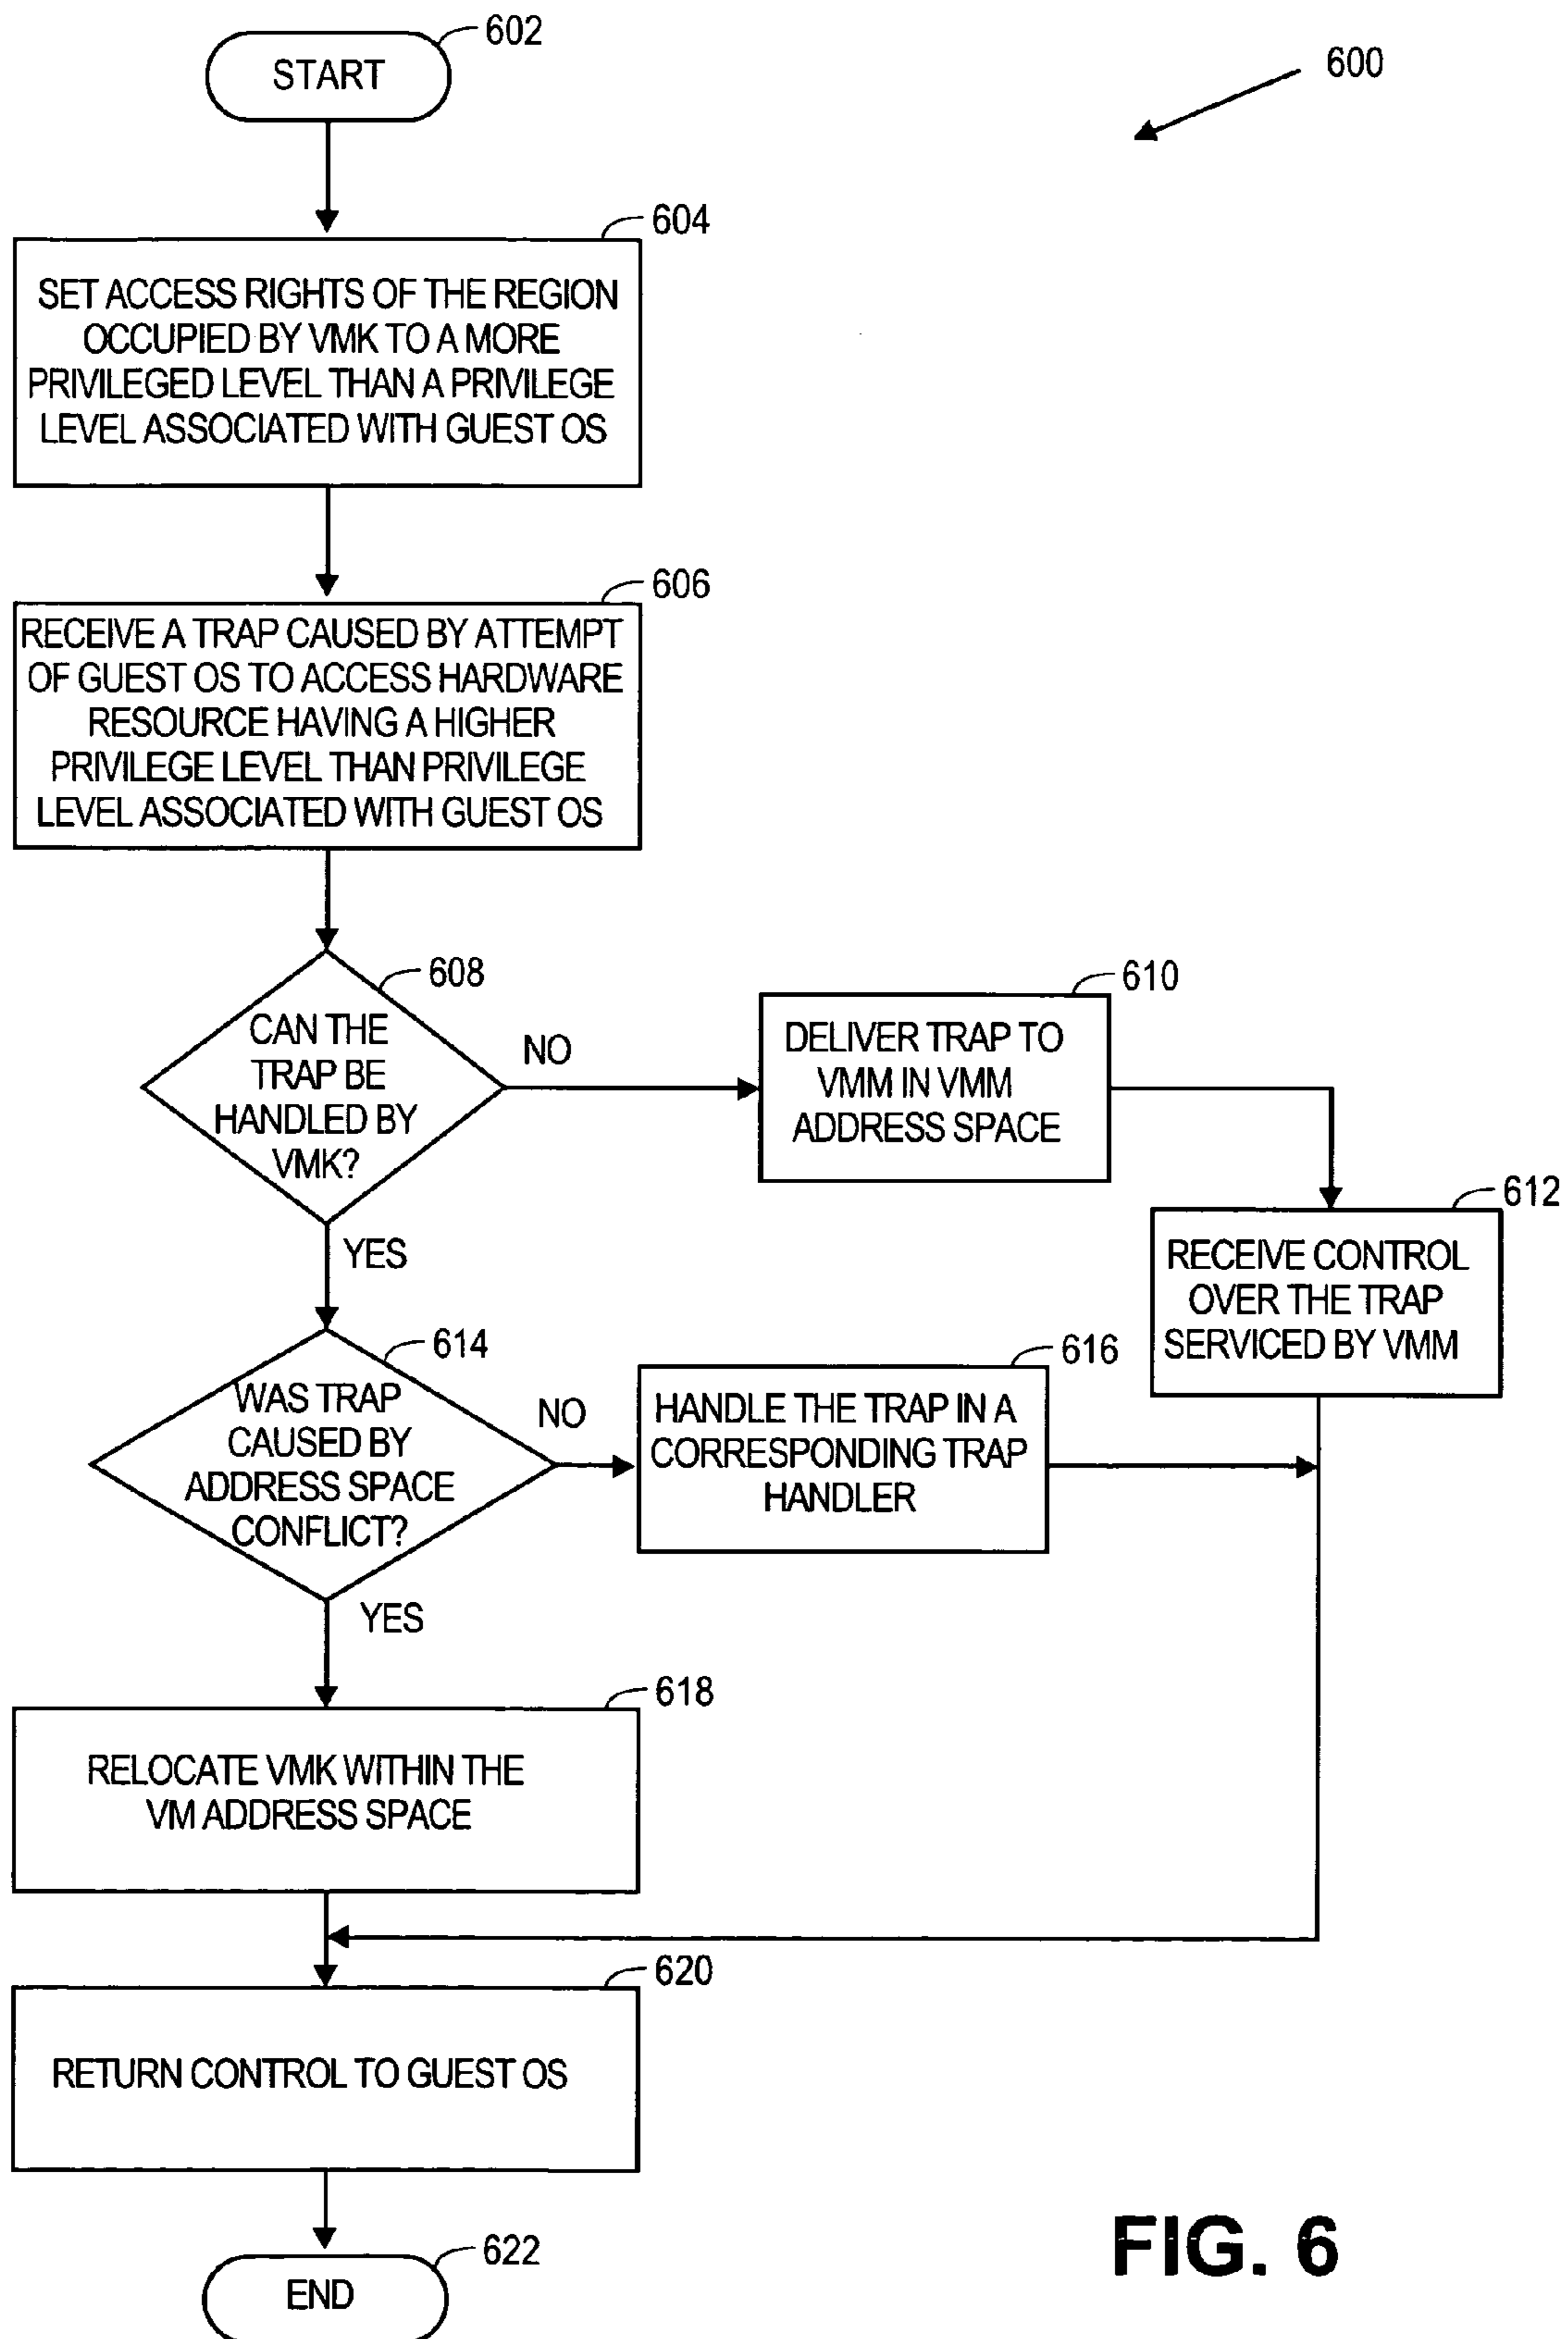 602
START
600
604
SET ACCESS RIGHTS OF THE REGION
OCCUPIED BY VMK TO A MORE
PRIVILEGED LEVEL THAN A PRIVILEGE
LEVEL ASSOCIATED WITH GUEST OS
606
RECEIVE A TRAP CAUSED BY ATTEMPT
OF GUEST OS TO ACCESS HARDWARE
RESOURCE HAVING A HIGHER
PRIVILEGE LEVEL THAN PRIVILEGE
LEVEL ASSOCIATED WITH GUEST OS
608
CAN THE
TRAP BE
HANDLED BY
VMK?
NO
610
DELIVER TRAP TO
VMM IN VMM
ADDRESS SPACE
612
RECEIVE CONTROL
OVER THE TRAP
SERVICED BY VMM
YES
614
WAS TRAP
CAUSED BY
ADDRESS SPACE
CONFLICT?
NO
616
HANDLE THE TRAP IN A
CORRESPONDING TRAP
HANDLER
YES
618
RELOCATE VMK WITHIN THE
VM ADDRESS SPACE
620
RETURN CONTROL TO GUEST OS
622
END
FIG. 6